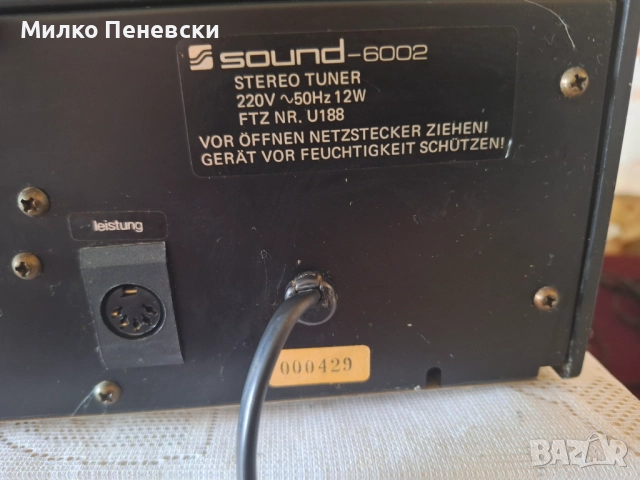 Милко Пеневски
sound-6002
STEREO TUNER
220V ~50Hz 12W
FTZ NR. U188
VOR ÖFFNEN NETZSTECKER ZIEHEN!
GERÄT VOR FEUCHTIGKEIT SCHÜTZEN!
leistung
000429
BAZAR